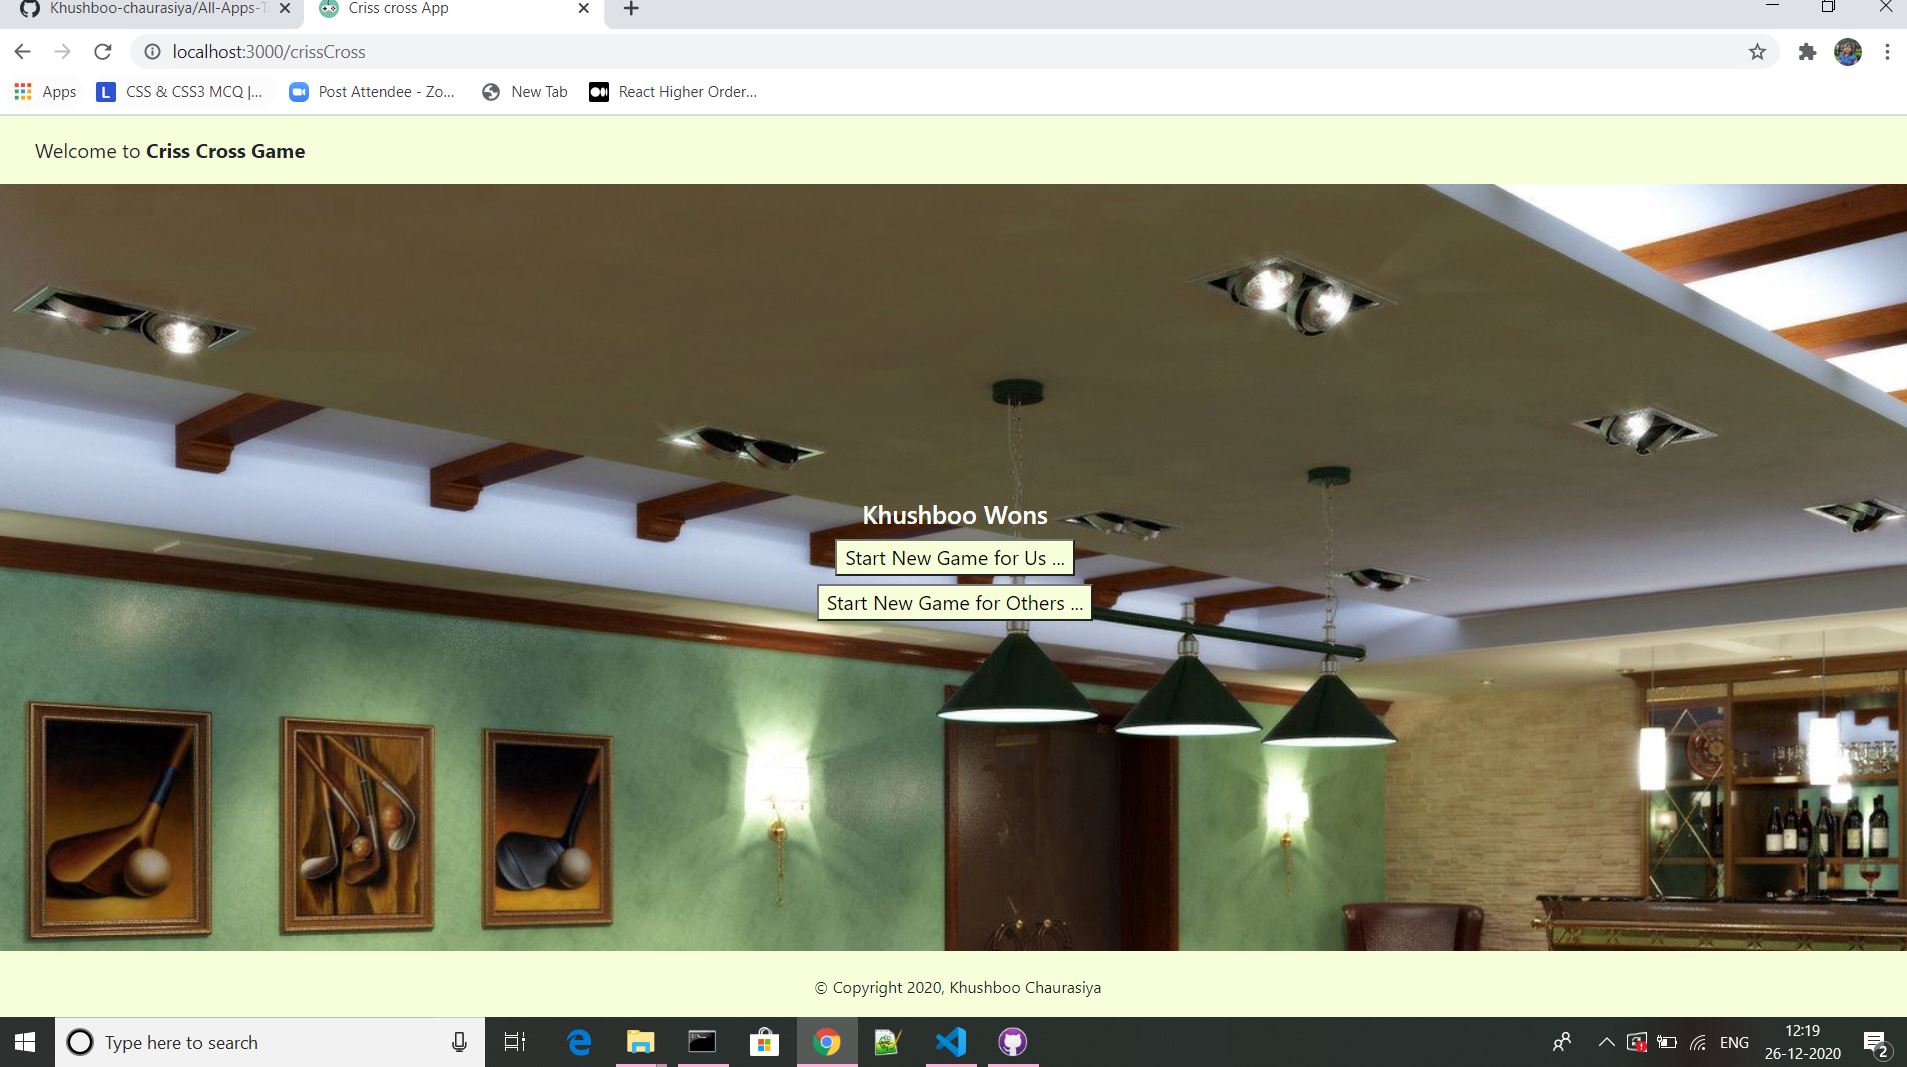 Khushboo-chaurasiya/All-Apps-T
Criss cross App
localhost:3000/crissCross
Apps
CSS & CSS3 MCQ |...
Post Attendee - Zo...
New Tab
React Higher Order...
Welcome to Criss Cross Game
Khushboo Wons
Start New Game for Us ...
Start New Game for Others ...
© Copyright 2020, Khushboo Chaurasiya
Type here to search
ENG
12:19
26-12-2020
2